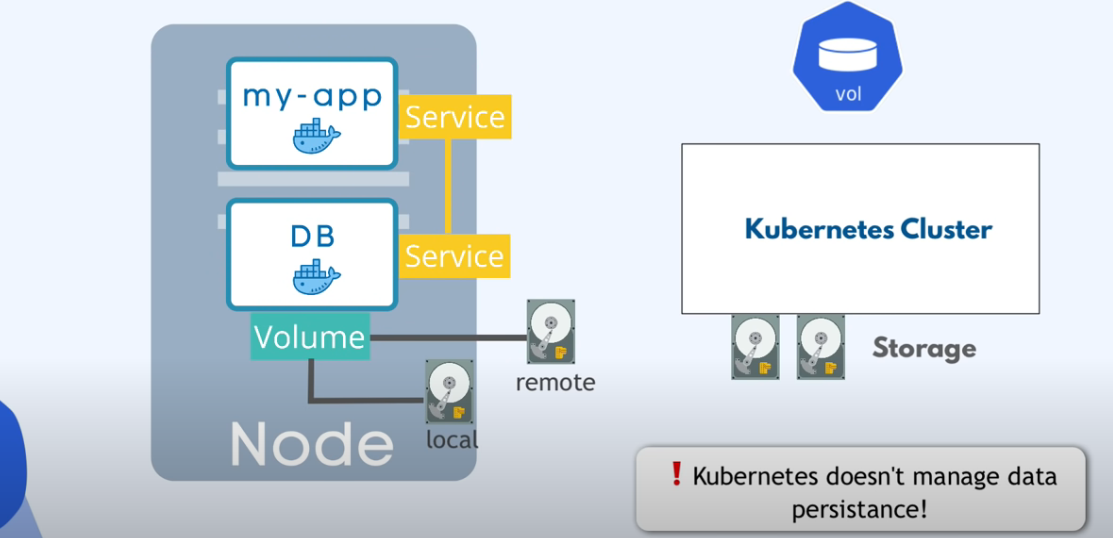 my-app
Service
DB
Service
Volume
remote
local
Node
vol
Kubernetes Cluster
Storage
! Kubernetes doesn't manage data
persistance!